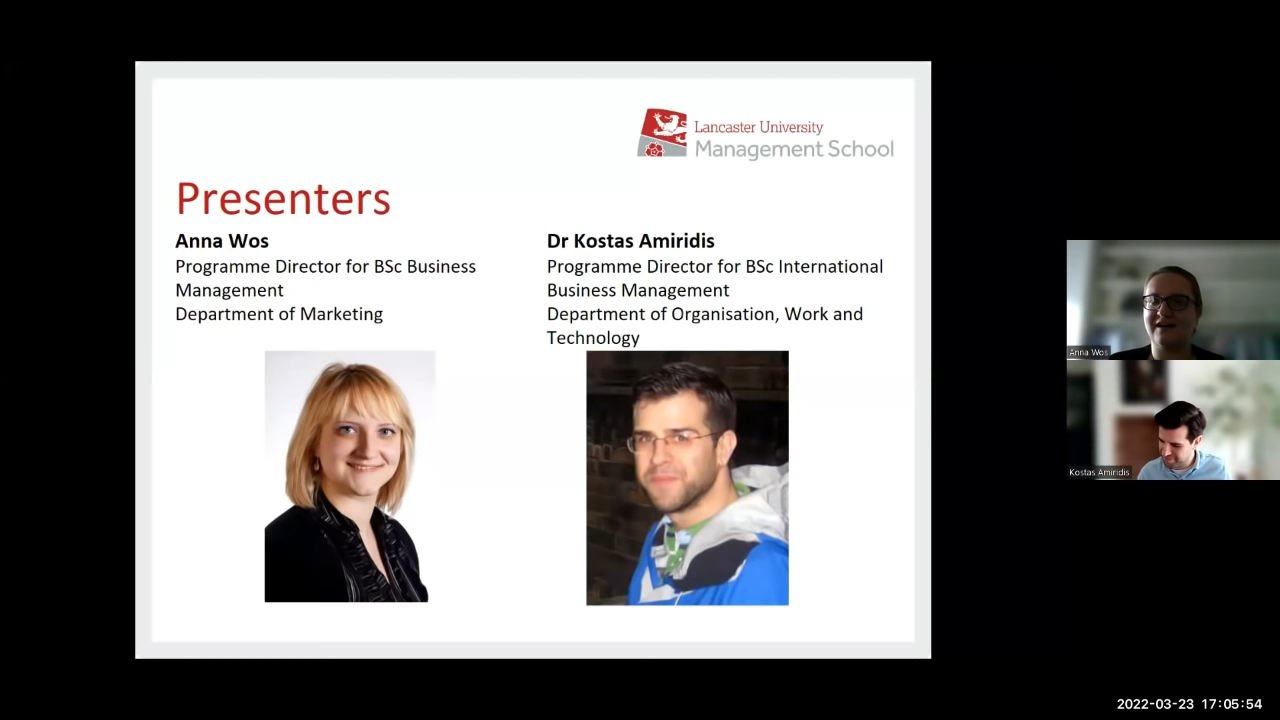 Lancaster University
Management School
Presenters
Anna Wos
Programme Director for BSc Business
Management
Department of Marketing
Dr Kostas Amiridis
Programme Director for BSc International
Business Management
Department of Organisation, Work and
Technology
Anna Wos
Kostas Amiridis
2022-03-23 17:05:54